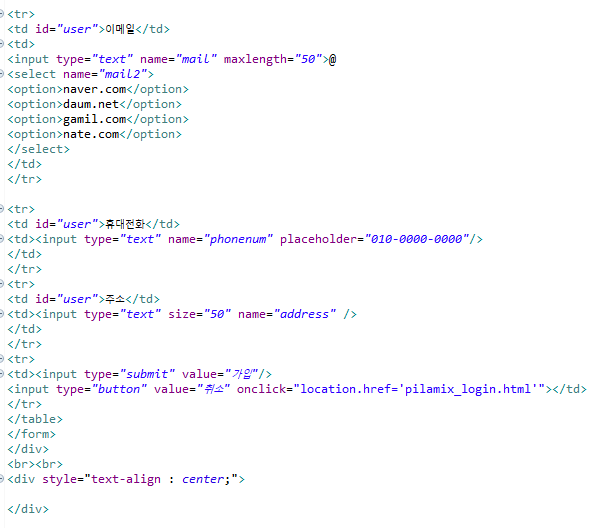 <tr>
<td id="user">이메일</td>
<td>
<input type="text" name="mail" maxlength="50">@
<select name="mail2">
<option>naver.com</option>
<option>daum.net</option>
<option>gamil.com</option>
<option>nate.com</option>
</select>
</td>
</tr>
<tr>
<td id="user">휴대전화</td>
<td><input type="text" name="phonenum" placeholder="010-0000-0000"/>
</td>
</tr>
<tr>
<td id="user">주소</td>
<td><input type="text" size="50" name="address" />
</td>
</tr>
<tr>
<td><input type="submit" value="가입"/>
<input type="button" value="취소" onclick="location.href='pilamix_login.html'"></td>
</tr>
</table>
</form>
</div>
<br><br>
<div style="text-align : center;">
</div>